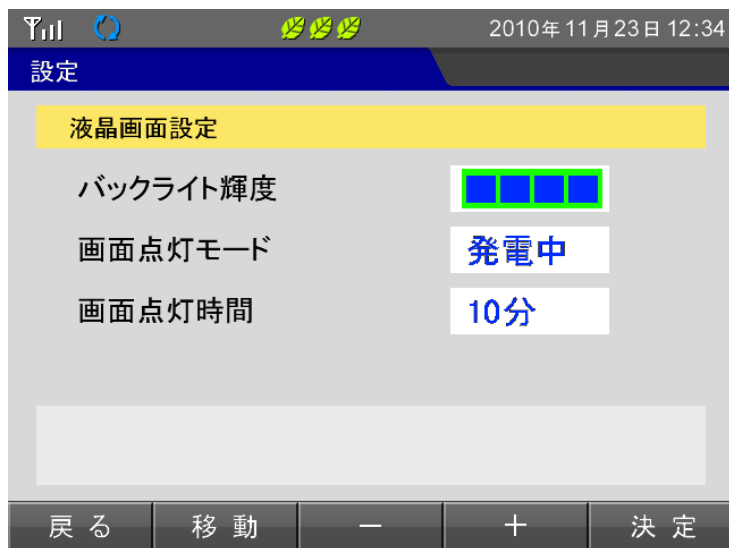 2010年11月23日 12:34
設定
液晶画面設定
バックライト輝度
画面点灯モード 発電中
画面点灯時間 10分
戻る 移動 － ＋ 決定